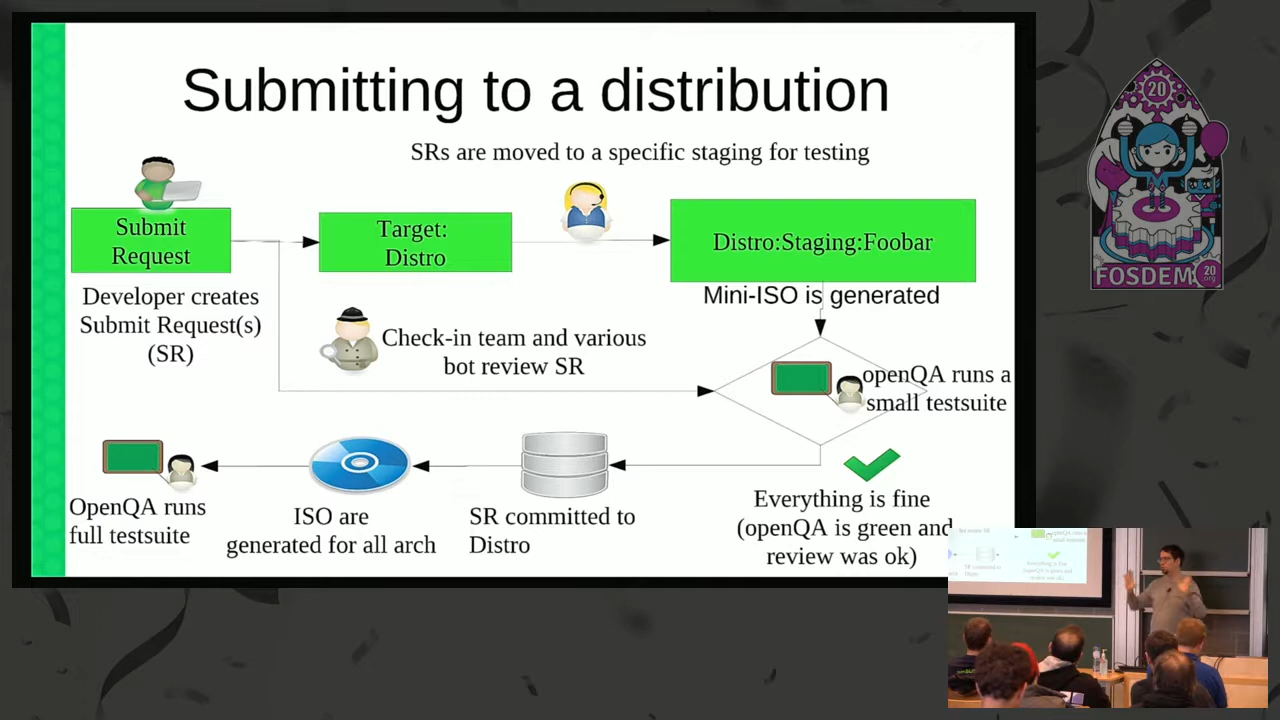 Submitting to a distribution
SRs are moved to a specific staging for testing
Submit
Request
Target:
Distro
Distro:Staging:Foobar
Developer creates
Submit Request(s)
(SR)
Mini-ISO is generated
Check-in team and various
bot review SR
openQA runs a
small testsuite
OpenQA runs
full testsuite
ISO are
generated for all arch
SR committed to
Distro
Everything is fine
(openQA is green and
review was ok)
20
FOSDEM
20
.org